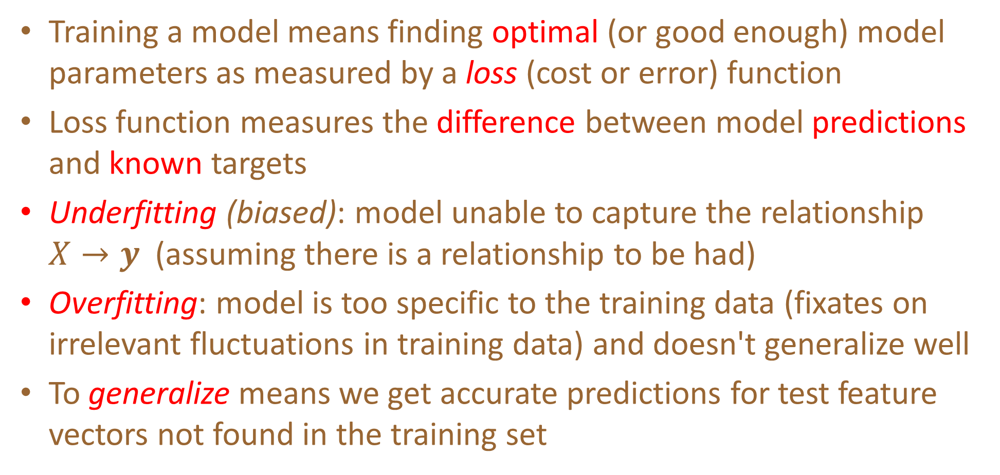 • Training a model means finding optimal (or good enough) model
parameters as measured by a loss (cost or error) function
• Loss function measures the difference between model predictions
and known targets
• Underfitting (biased): model unable to capture the relationship
X → y (assuming there is a relationship to be had)
• Overfitting: model is too specific to the training data (fixates on
irrelevant fluctuations in training data) and doesn't generalize well
• To generalize means we get accurate predictions for test feature
vectors not found in the training set